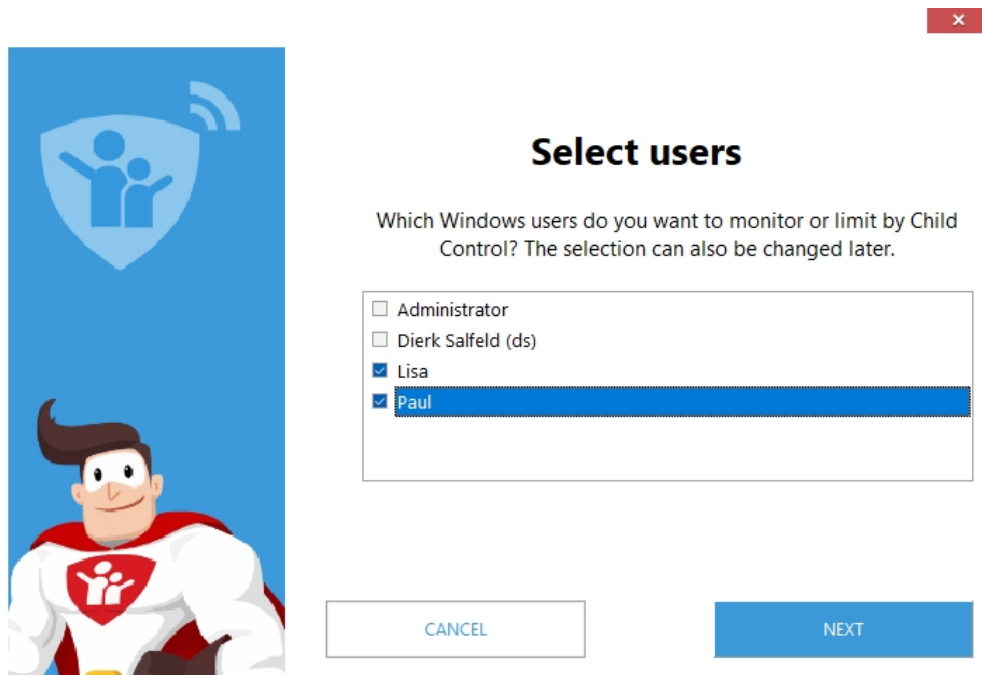 Select users
Which Windows users do you want to monitor or limit by Child
Control? The selection can also be changed later.
Administrator
Dierk Salfeld (ds)
Lisa
Paul
CANCEL
NEXT